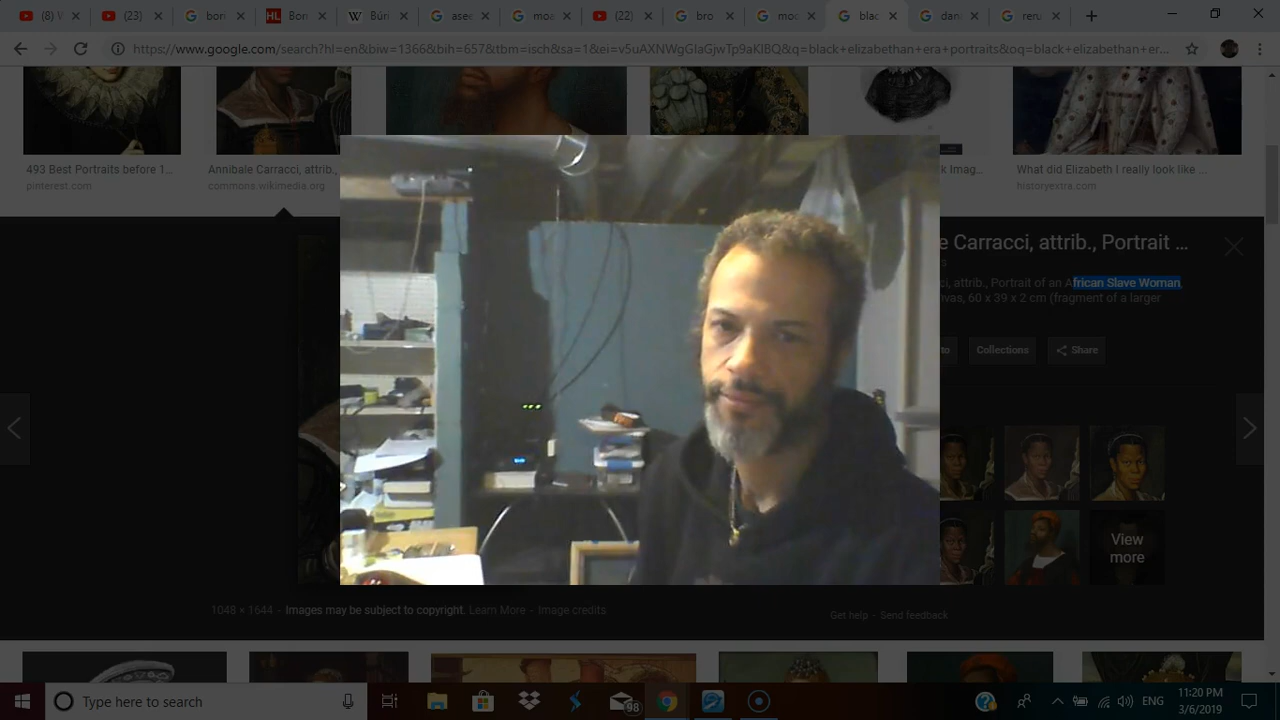 (8) W
(23)
bori
Bor
Búri
asee
moe
(22)
bro
moo
blac
dan
reru
https://www.google.com/search?hl=en&biw=1366&bih=657&tbm=isch&sa=1&ei=v5uAXNWgGIaGjwTp9aKIBQ&q=black+elizabethan+era+portraits&oq=black+elizabethan+er...
493 Best Portraits before 1...
pinterest.com
Annibale Carracci, attrib.,
commons.wikimedia.org
k Imag...
What did Elizabeth I really look like ...
historyextra.com
e Carracci, attrib., Portrait ...
ci, attrib., Portrait of an African Slave Woman,
vas, 60 x 39 x 2 cm (fragment of a larger
to
Collections
Share
View
more
1048 × 1644 - Images may be subject to copyright. Learn More - Image credits
Get help - Send feedback
Type here to search
98
ENG
11:20 PM
3/6/2019